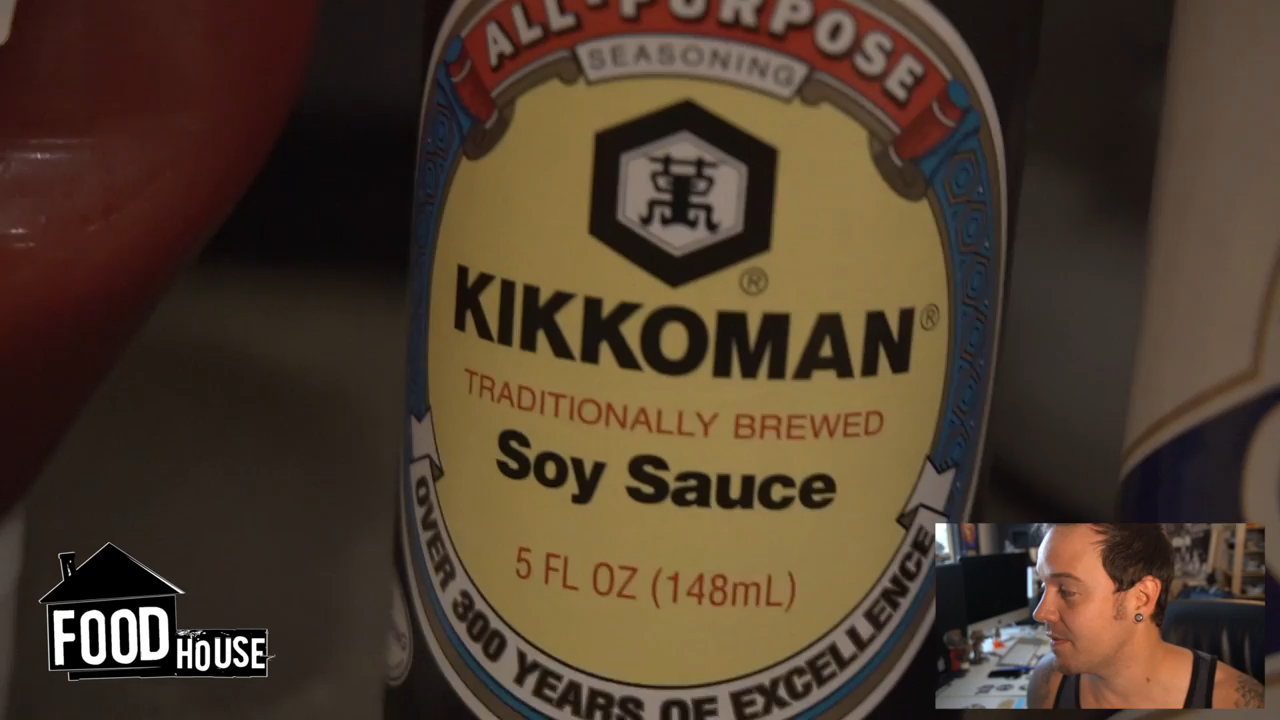 ALL-PURPOSE
SEASONING
萬
®
KIKKOMAN®
TRADITIONALLY BREWED
Soy Sauce
5 FL OZ (148mL)
OVER 300 YEARS OF EXCELLENCE
FOOD HOUSE